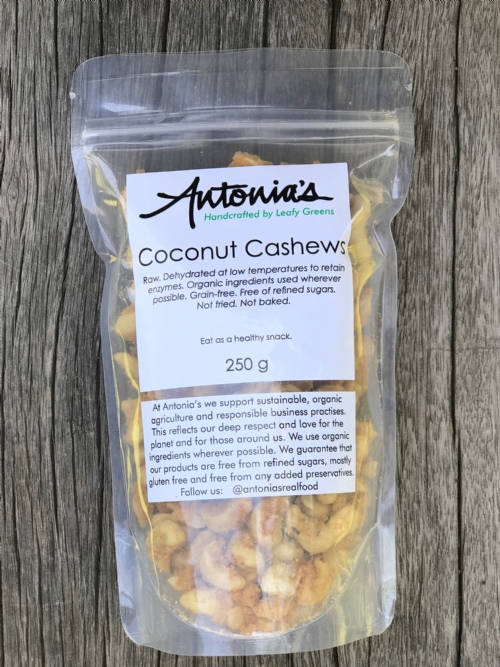 Antonia's
Handcrafted by Leafy Greens
Coconut Cashews
Raw. Dehydrated at low temperatures to retain
enzymes. Organic ingredients used wherever
possible. Grain-free. Free of refined sugars.
Not fried. Not baked.
Eat as a healthy snack.
250 g
At Antonia's we support sustainable, organic
agriculture and responsible business practises.
This reflects our deep respect and love for the
planet and for those around us. We use organic
ingredients wherever possible. We guarantee that
our products are free from refined sugars, mostly
gluten free and free from any added preservatives.
Follow us: @antoniasrealfood